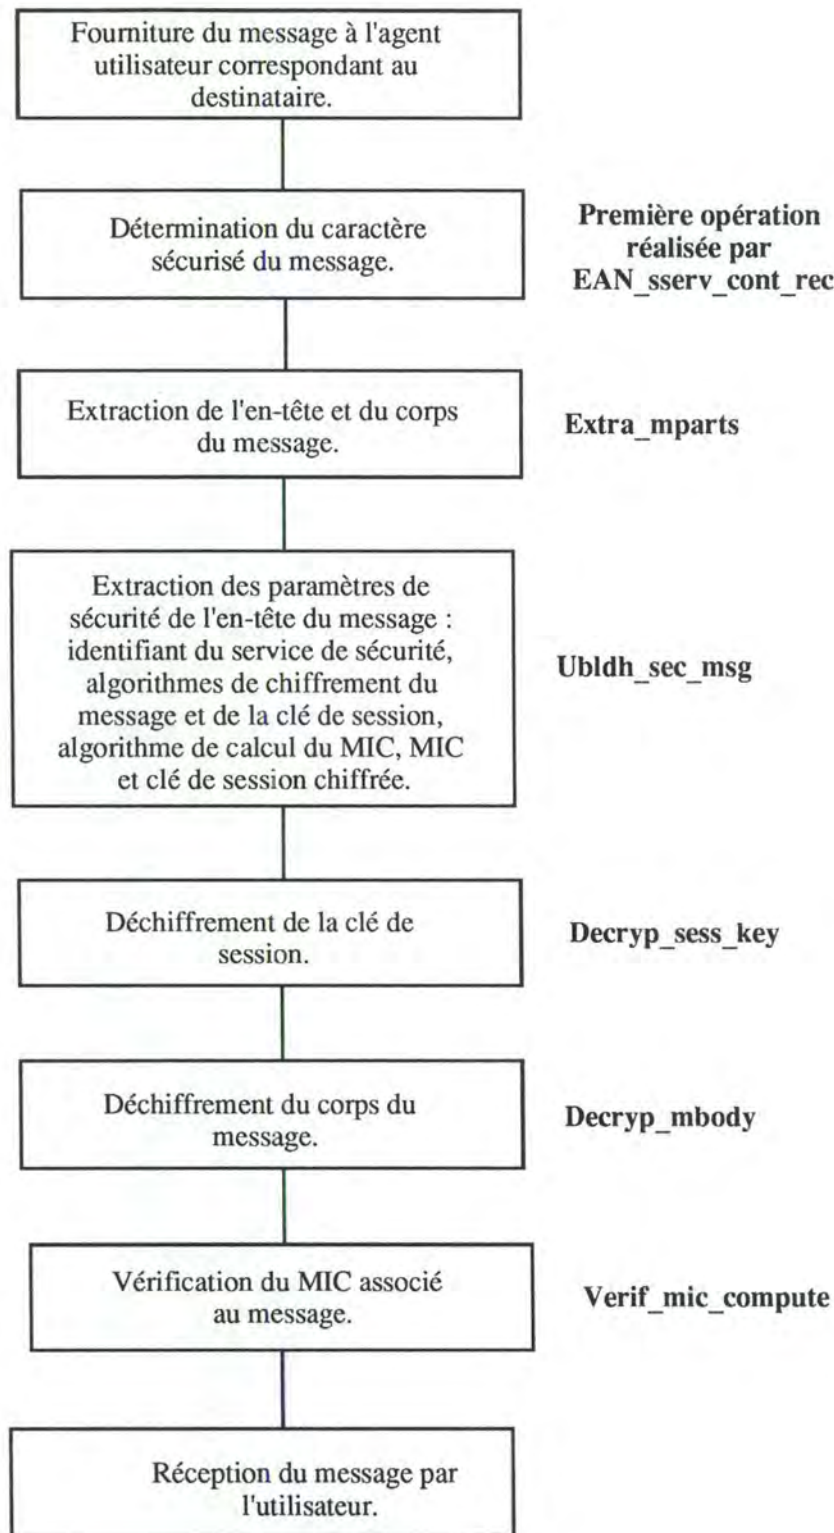 Fourniture du message à l'agent
utilisateur correspondant au
destinataire.
Détermination du caractère
sécurisé du message.
Première opération
réalisée par
EAN_sserv_cont_rec
Extraction de l'en-tête et du corps
du message.
Extra_mparts
Extraction des paramètres de
sécurité de l'en-tête du message :
identifiant du service de sécurité,
algorithmes de chiffrement du
message et de la clé de session,
algorithme de calcul du MIC, MIC
et clé de session chiffrée.
Ubldh_sec_msg
Déchiffrement de la clé de
session.
Decryp_sess_key
Déchiffrement du corps du
message.
Decryp_mbody
Vérification du MIC associé
au message.
Verif_mic_compute
Réception du message par
l'utilisateur.